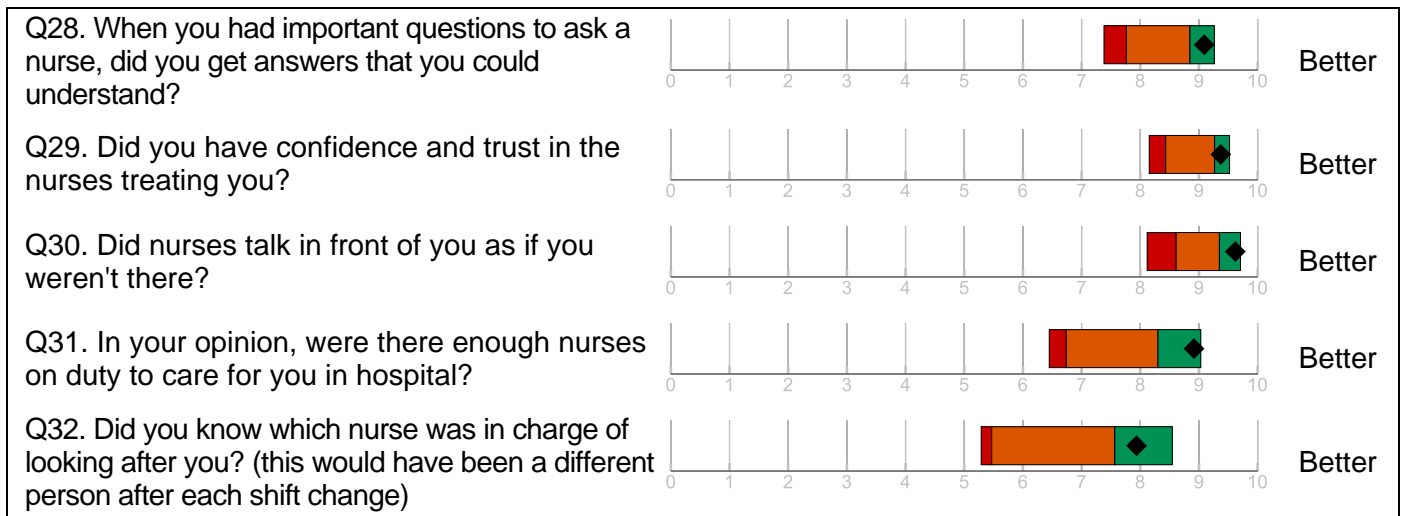 Q28. When you had important questions to ask a
nurse, did you get answers that you could
understand?
0 1 2 3 4 5 6 7 8 9 10
Better
Q29. Did you have confidence and trust in the
nurses treating you?
0 1 2 3 4 5 6 7 8 9 10
Better
Q30. Did nurses talk in front of you as if you
weren't there?
0 1 2 3 4 5 6 7 8 9 10
Better
Q31. In your opinion, were there enough nurses
on duty to care for you in hospital?
0 1 2 3 4 5 6 7 8 9 10
Better
Q32. Did you know which nurse was in charge of
looking after you? (this would have been a different
person after each shift change)
0 1 2 3 4 5 6 7 8 9 10
Better